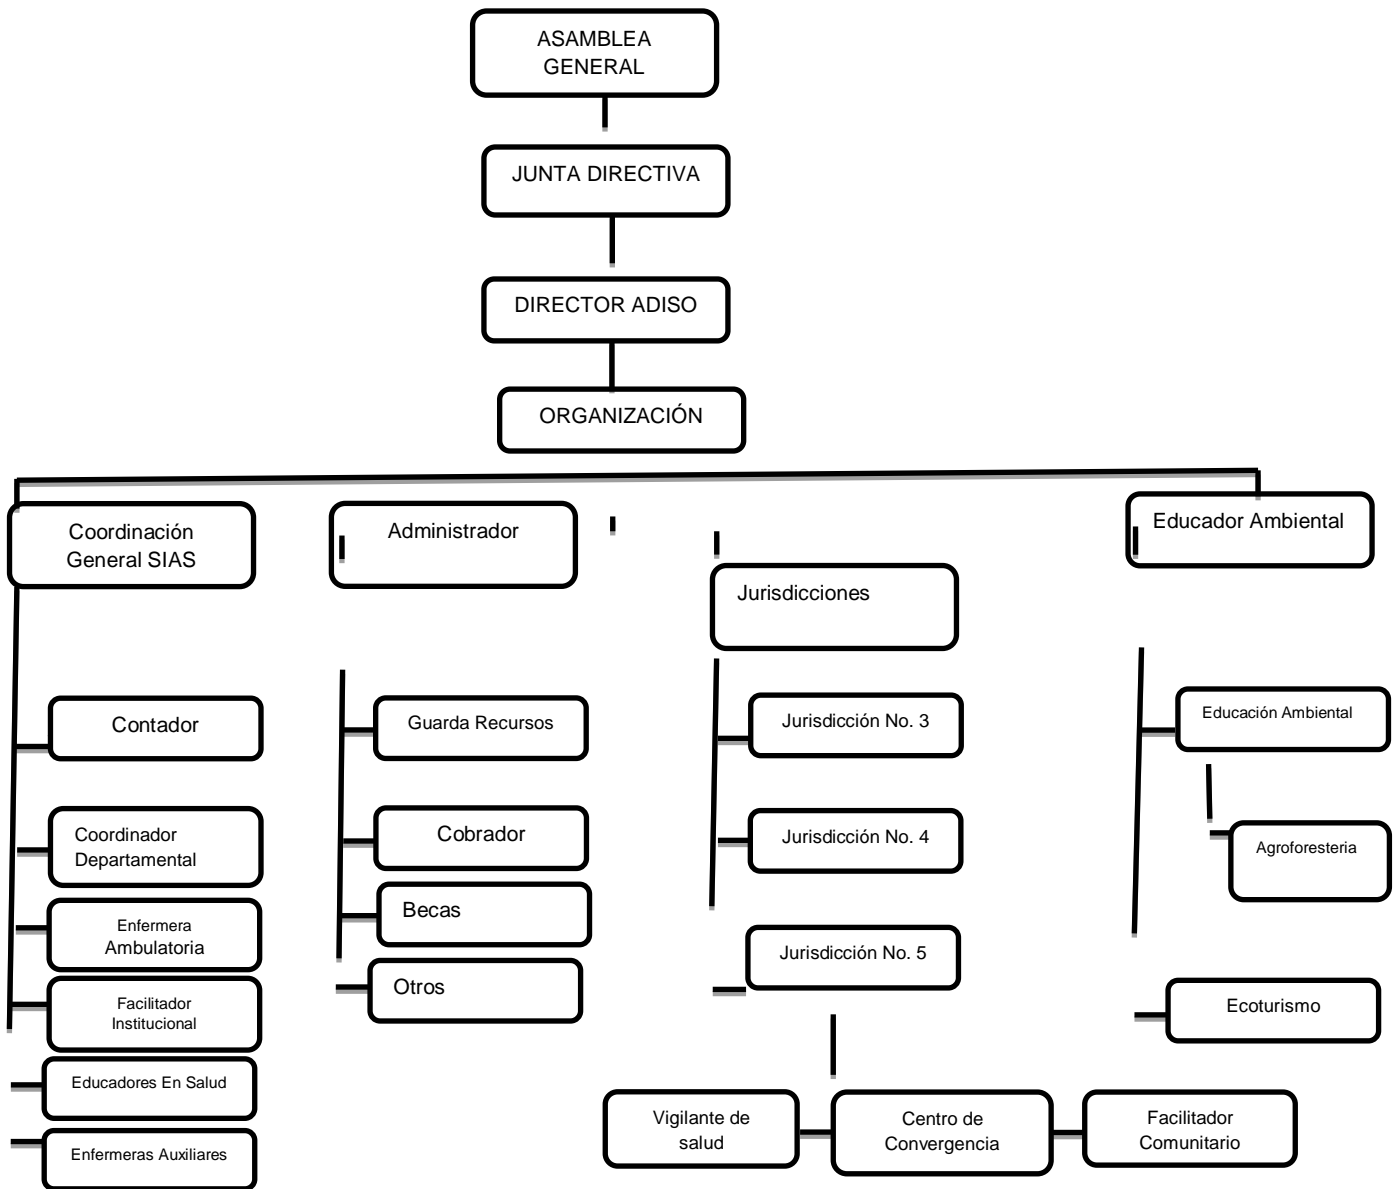 ASAMBLEA
GENERAL
JUNTA DIRECTIVA
DIRECTOR ADISO
ORGANIZACIÓN
Coordinación
General SIAS
Administrador
Jurisdicciones
Educador Ambiental
Contador
Coordinador
Departamental
Enfermera
Ambulatoria
Facilitador
Institucional
Educadores En Salud
Enfermeras Auxiliares
Guarda Recursos
Cobrador
Becas
Otros
Jurisdicción No. 3
Jurisdicción No. 4
Jurisdicción No. 5
Vigilante de
salud
Centro de
Convergencia
Facilitador
Comunitario
Educación Ambiental
Agroforesteria
Ecoturismo